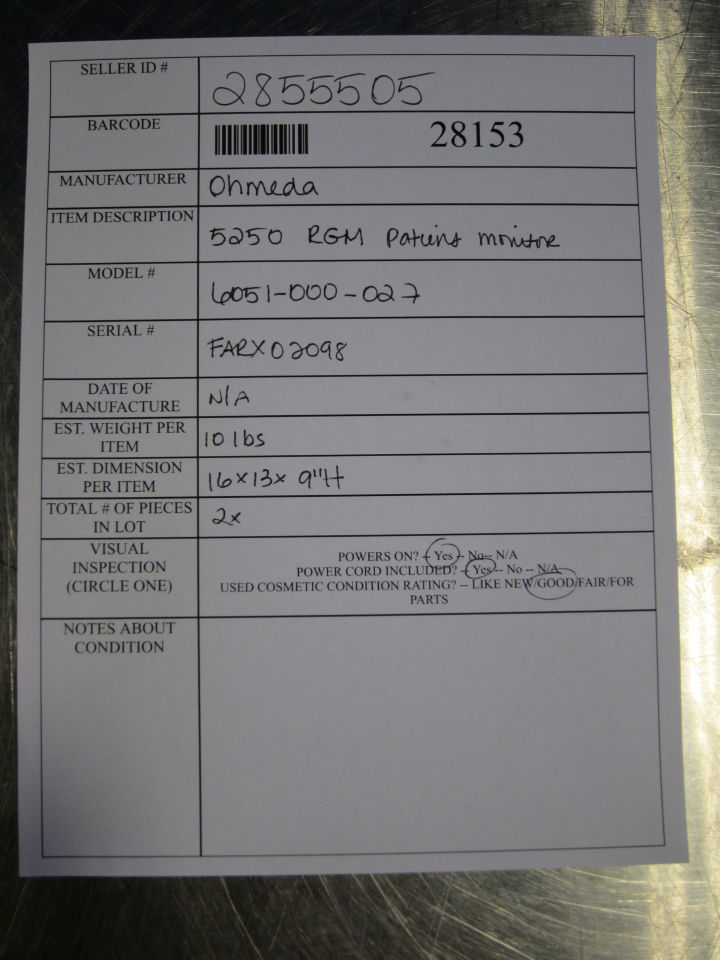 SELLER ID #
2855505
BARCODE
28153
MANUFACTURER
Ohmeda
ITEM DESCRIPTION
5250 RGM Patient monitor
MODEL #
6051-000-027
SERIAL #
FARX02098
DATE OF
MANUFACTURE
N/A
EST. WEIGHT PER
ITEM
10 lbs
EST. DIMENSION
PER ITEM
16x13x 9"H
TOTAL # OF PIECES
IN LOT
2x
VISUAL
INSPECTION
(CIRCLE ONE)
POWERS ON? -- Yes -- No-- N/A
POWER CORD INCLUDED? -- Yes -- No -- N/A
USED COSMETIC CONDITION RATING? -- LIKE NEW/GOOD/FAIR/FOR
PARTS
NOTES ABOUT
CONDITION